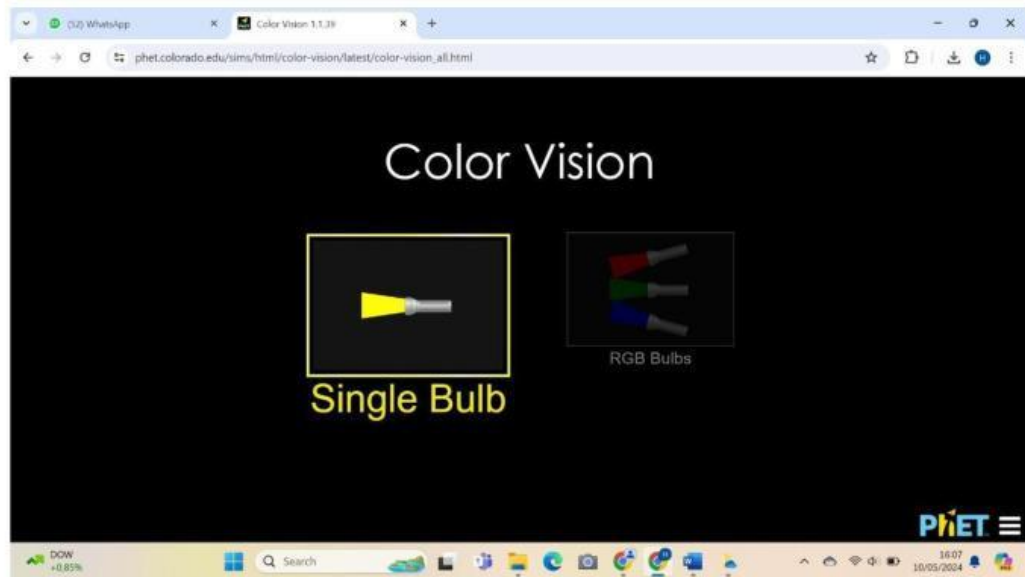 (52) WhatsApp
Color Vision 1.1.39
phet.colorado.edu/sims/html/color-vision/latest/color-vision_all.html
H
Color Vision
Single Bulb
RGB Bulbs
PhET
DOW
+0,85%
Search
16:07
10/05/2024